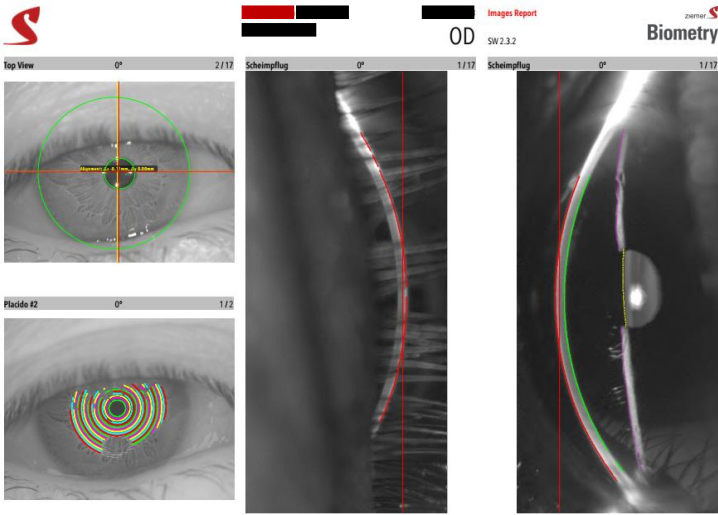 Images Report
ziemer
OD
SW 2.3.2
Biometry
Top View 0° 2 / 17
Scheimpflug 0° 1 / 17
Scheimpflug 0° 1 / 17
Placido #2 0° 1 / 2